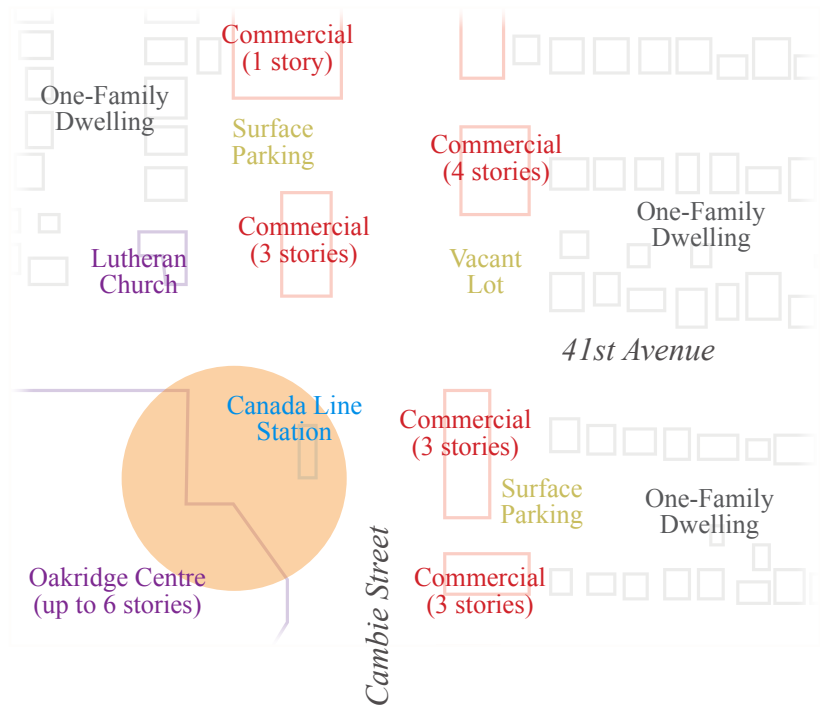 Commercial
(1 story)
One-Family
Dwelling
Surface
Parking
Commercial
(4 stories)
Commercial
(3 stories)
One-Family
Dwelling
Lutheran
Church
Vacant
Lot
41st Avenue
Canada Line
Station
Commercial
(3 stories)
Surface
Parking
One-Family
Dwelling
Oakridge Centre
(up to 6 stories)
Cambie Street
Commercial
(3 stories)